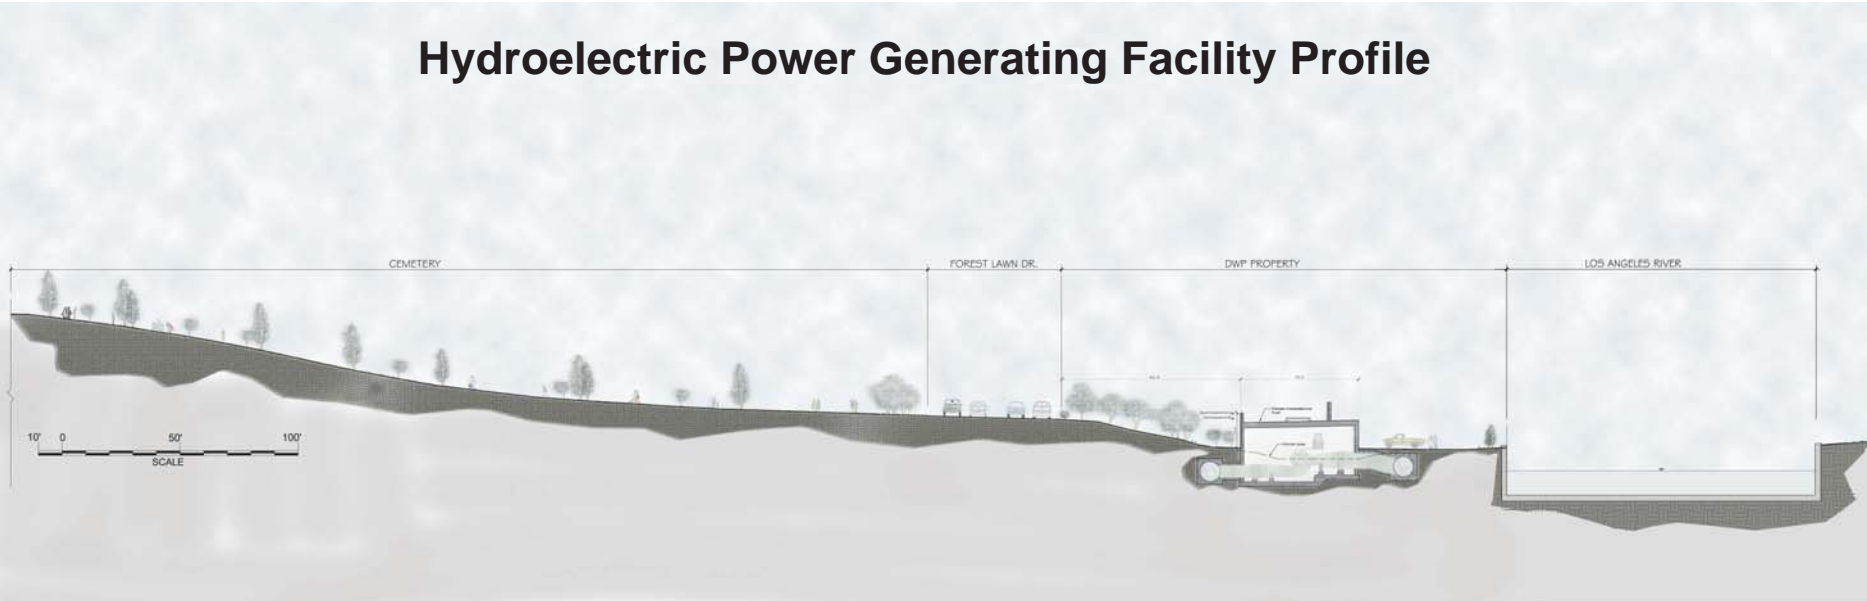 Hydroelectric Power Generating Facility Profile
CEMETERY
FOREST LAWN DR.
DWP PROPERTY
LOS ANGELES RIVER
10' 0 50' 100'
SCALE